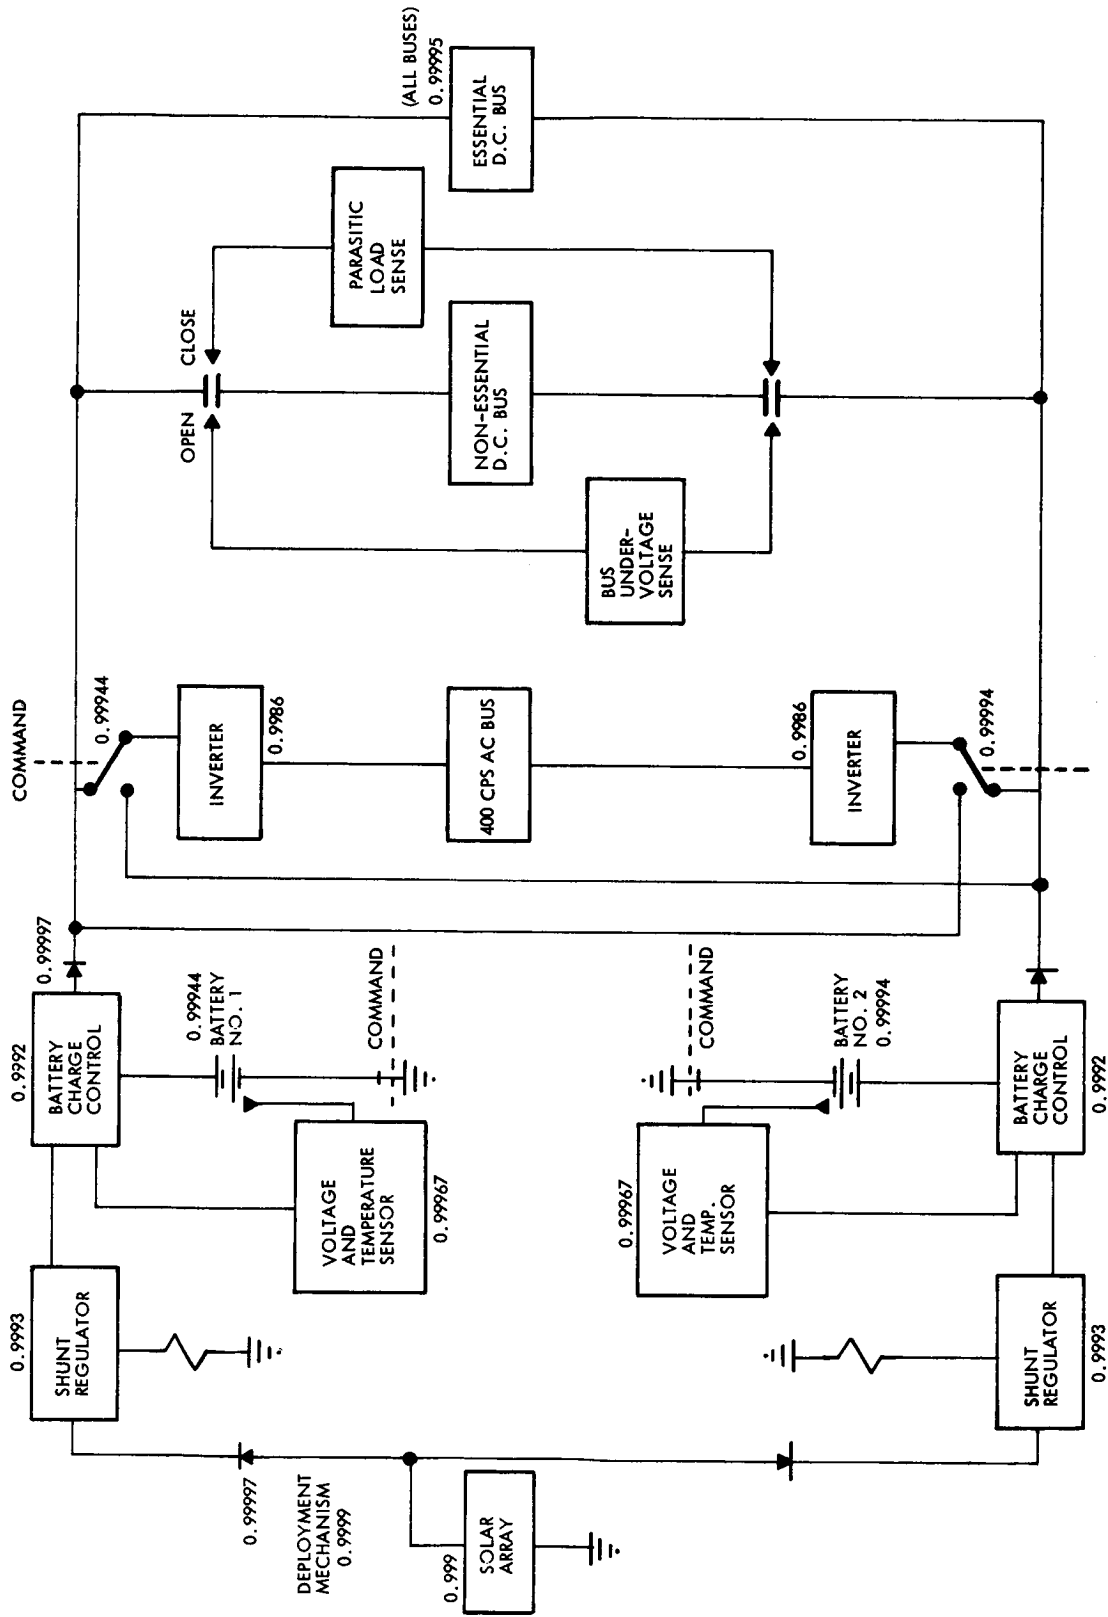 0.999
SOLAR
ARRAY
DEPLOYMENT
MECHANISM
0.9999
0.99997
0.9993
SHUNT
REGULATOR
0.9992
BATTERY
CHARGE
CONTROL
0.99997
VOLTAGE
AND
TEMPERATURE
SENSOR
0.99967
0.99944
BATTERY
NO. 1
COMMAND
COMMAND
BATTERY
NO. 2
0.99994
0.99967
VOLTAGE
AND
TEMP.
SENSOR
SHUNT
REGULATOR
0.9993
BATTERY
CHARGE
CONTROL
0.9992
COMMAND
0.99944
INVERTER
0.9986
400 CPS AC BUS
0.9986
INVERTER
0.99994
OPEN
CLOSE
BUS
UNDER-
VOLTAGE
SENSE
NON-ESSENTIAL
D.C. BUS
PARASITIC
LOAD
SENSE
(ALL BUSES)
0.99995
ESSENTIAL
D.C. BUS